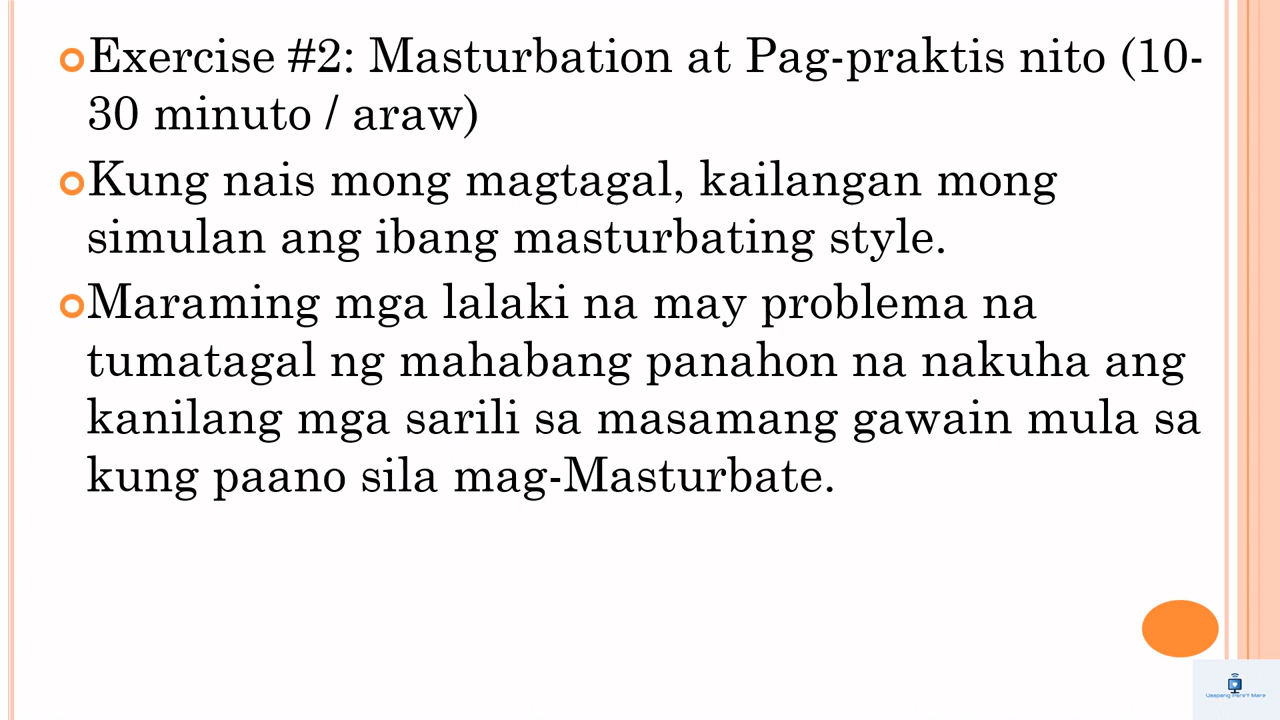 Exercise #2: Masturbation at Pag-praktis nito (10-
30 minuto / araw)
Kung nais mong magtagal, kailangan mong
simulan ang ibang masturbating style.
Maraming mga lalaki na may problema na
tumatagal ng mahabang panahon na nakuha ang
kanilang mga sarili sa masamang gawain mula sa
kung paano sila mag-Masturbate.